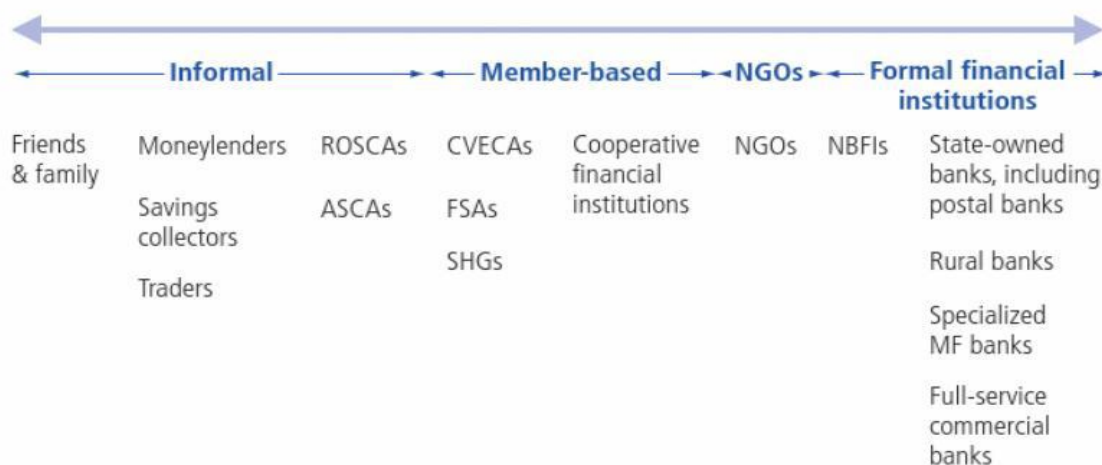 Informal
Member-based
NGOs
Formal financial
institutions
Friends
& family
Moneylenders
Savings
collectors
Traders
ROSCAs
ASCAs
CVECAs
FSAs
SHGs
Cooperative
financial
institutions
NGOs
NBFIs
State-owned
banks, including
postal banks
Rural banks
Specialized
MF banks
Full-service
commercial
banks